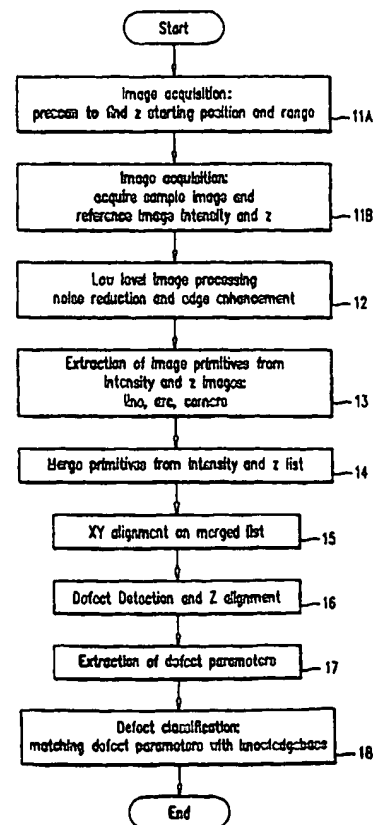 Start
Image acquisition:
prescan to find z starting position and range
11A
Image acquisition:
acquire sample image and
reference image intensity and z
11B
Low level image processing
noise reduction and edge enhancement
12
Extraction of image primitives from
intensity and z images:
line, arc, corners
13
Merge primitives from intensity and z list
14
XY alignment on merged list
15
Defect Detection and Z alignment
16
Extraction of defect parameters
17
Defect classification:
matching defect parameters with knowledgebase
18
End